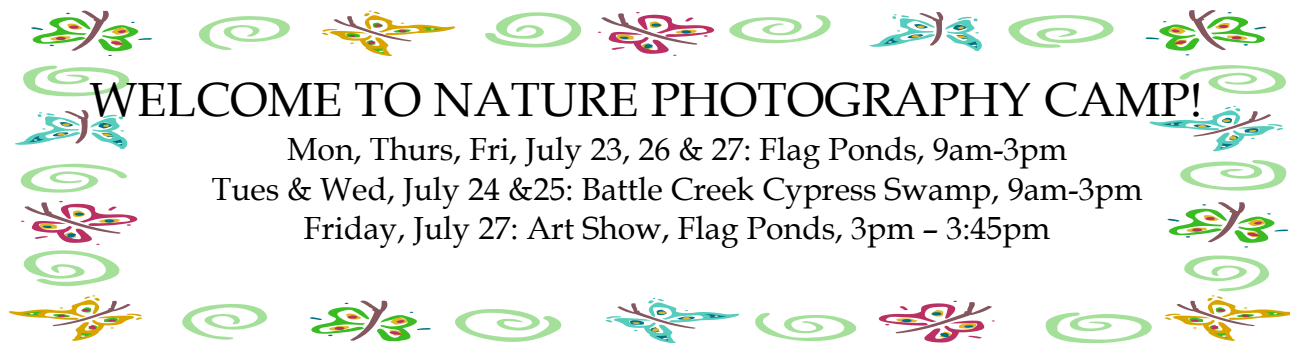 WELCOME TO NATURE PHOTOGRAPHY CAMP!
Mon, Thurs, Fri, July 23, 26 & 27: Flag Ponds, 9am-3pm
Tues & Wed, July 24 &25: Battle Creek Cypress Swamp, 9am-3pm
Friday, July 27: Art Show, Flag Ponds, 3pm – 3:45pm